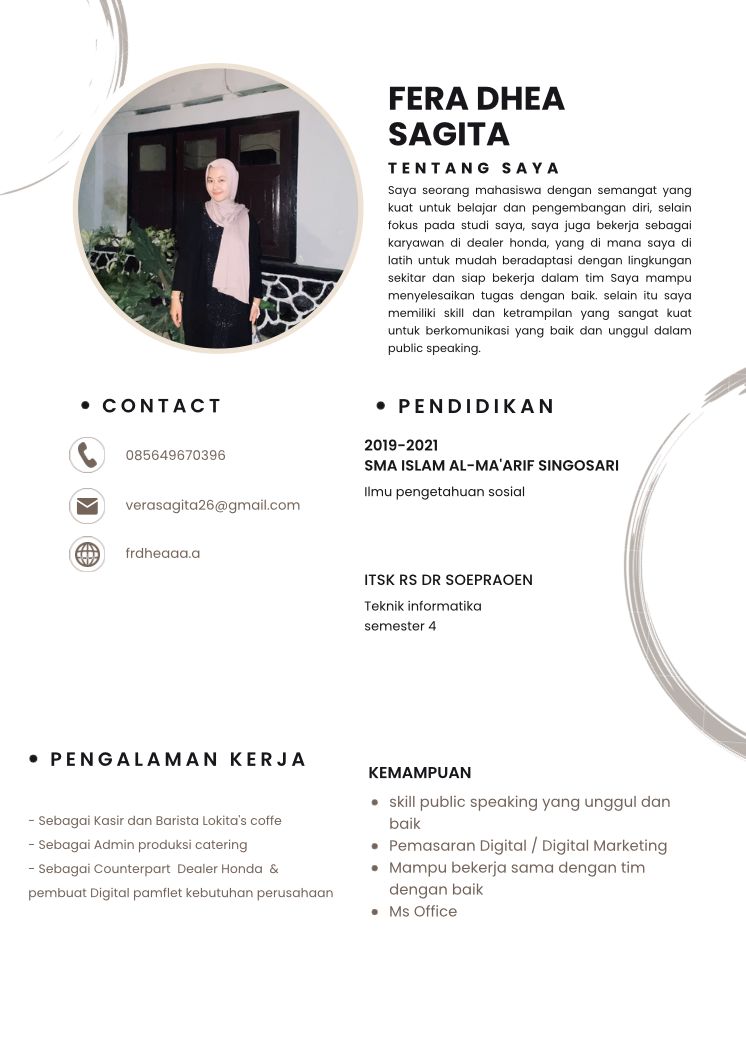 FERA DHEA
SAGITA
TENTANG SAYA
Saya seorang mahasiswa dengan semangat yang
kuat untuk belajar dan pengembangan diri, selain
fokus pada studi saya, saya juga bekerja sebagai
karyawan di dealer honda, yang di mana saya di
latih untuk mudah beradaptasi dengan lingkungan
sekitar dan siap bekerja dalam tim Saya mampu
menyelesaikan tugas dengan baik. selain itu saya
memiliki skill dan ketrampilan yang sangat kuat
untuk berkomunikasi yang baik dan unggul dalam
public speaking.
• CONTACT
085649670396
verasagita26@gmail.com
frdheaaa.a
• PENDIDIKAN
2019-2021
SMA ISLAM AL-MA'ARIF SINGOSARI
Ilmu pengetahuan sosial
ITSK RS DR SOEPRAOEN
Teknik informatika
semester 4
• PENGALAMAN KERJA
- Sebagai Kasir dan Barista Lokita's coffe
- Sebagai Admin produksi catering
- Sebagai Counterpart Dealer Honda &
pembuat Digital pamflet kebutuhan perusahaan
KEMAMPUAN
• skill public speaking yang unggul dan
baik
• Pemasaran Digital / Digital Marketing
• Mampu bekerja sama dengan tim
dengan baik
• Ms Office